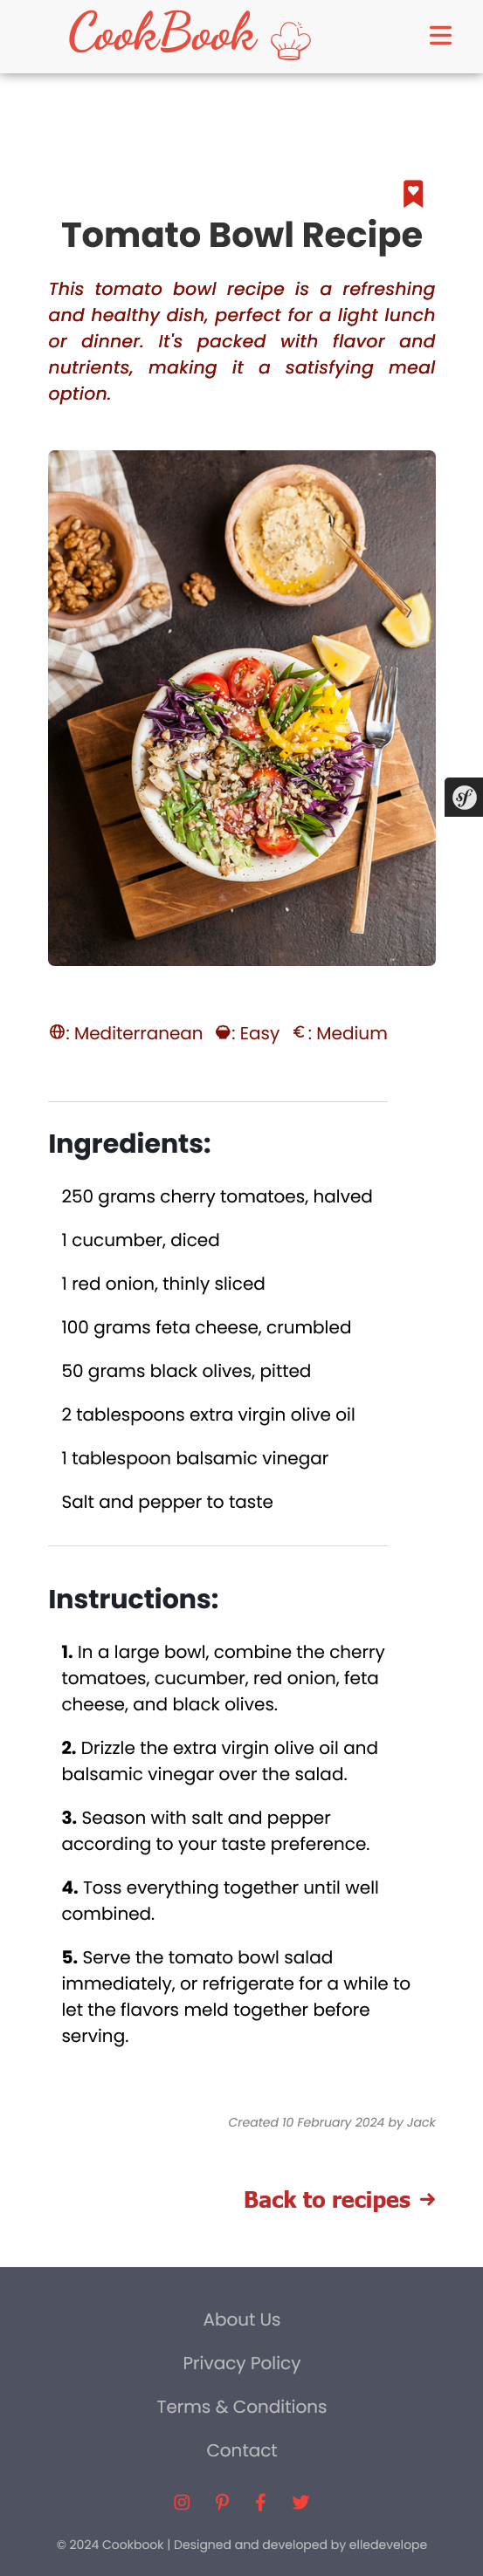 CookBook
Tomato Bowl Recipe
This tomato bowl recipe is a refreshing
and healthy dish, perfect for a light lunch
or dinner. It's packed with flavor and
nutrients, making it a satisfying meal
option.
sf
: Mediterranean : Easy € : Medium
Ingredients:
250 grams cherry tomatoes, halved
1 cucumber, diced
1 red onion, thinly sliced
100 grams feta cheese, crumbled
50 grams black olives, pitted
2 tablespoons extra virgin olive oil
1 tablespoon balsamic vinegar
Salt and pepper to taste
Instructions:
1. In a large bowl, combine the cherry
tomatoes, cucumber, red onion, feta
cheese, and black olives.
2. Drizzle the extra virgin olive oil and
balsamic vinegar over the salad.
3. Season with salt and pepper
according to your taste preference.
4. Toss everything together until well
combined.
5. Serve the tomato bowl salad
immediately, or refrigerate for a while to
let the flavors meld together before
serving.
Created 10 February 2024 by Jack
Back to recipes →
About Us
Privacy Policy
Terms & Conditions
Contact
© 2024 Cookbook | Designed and developed by elledevelope